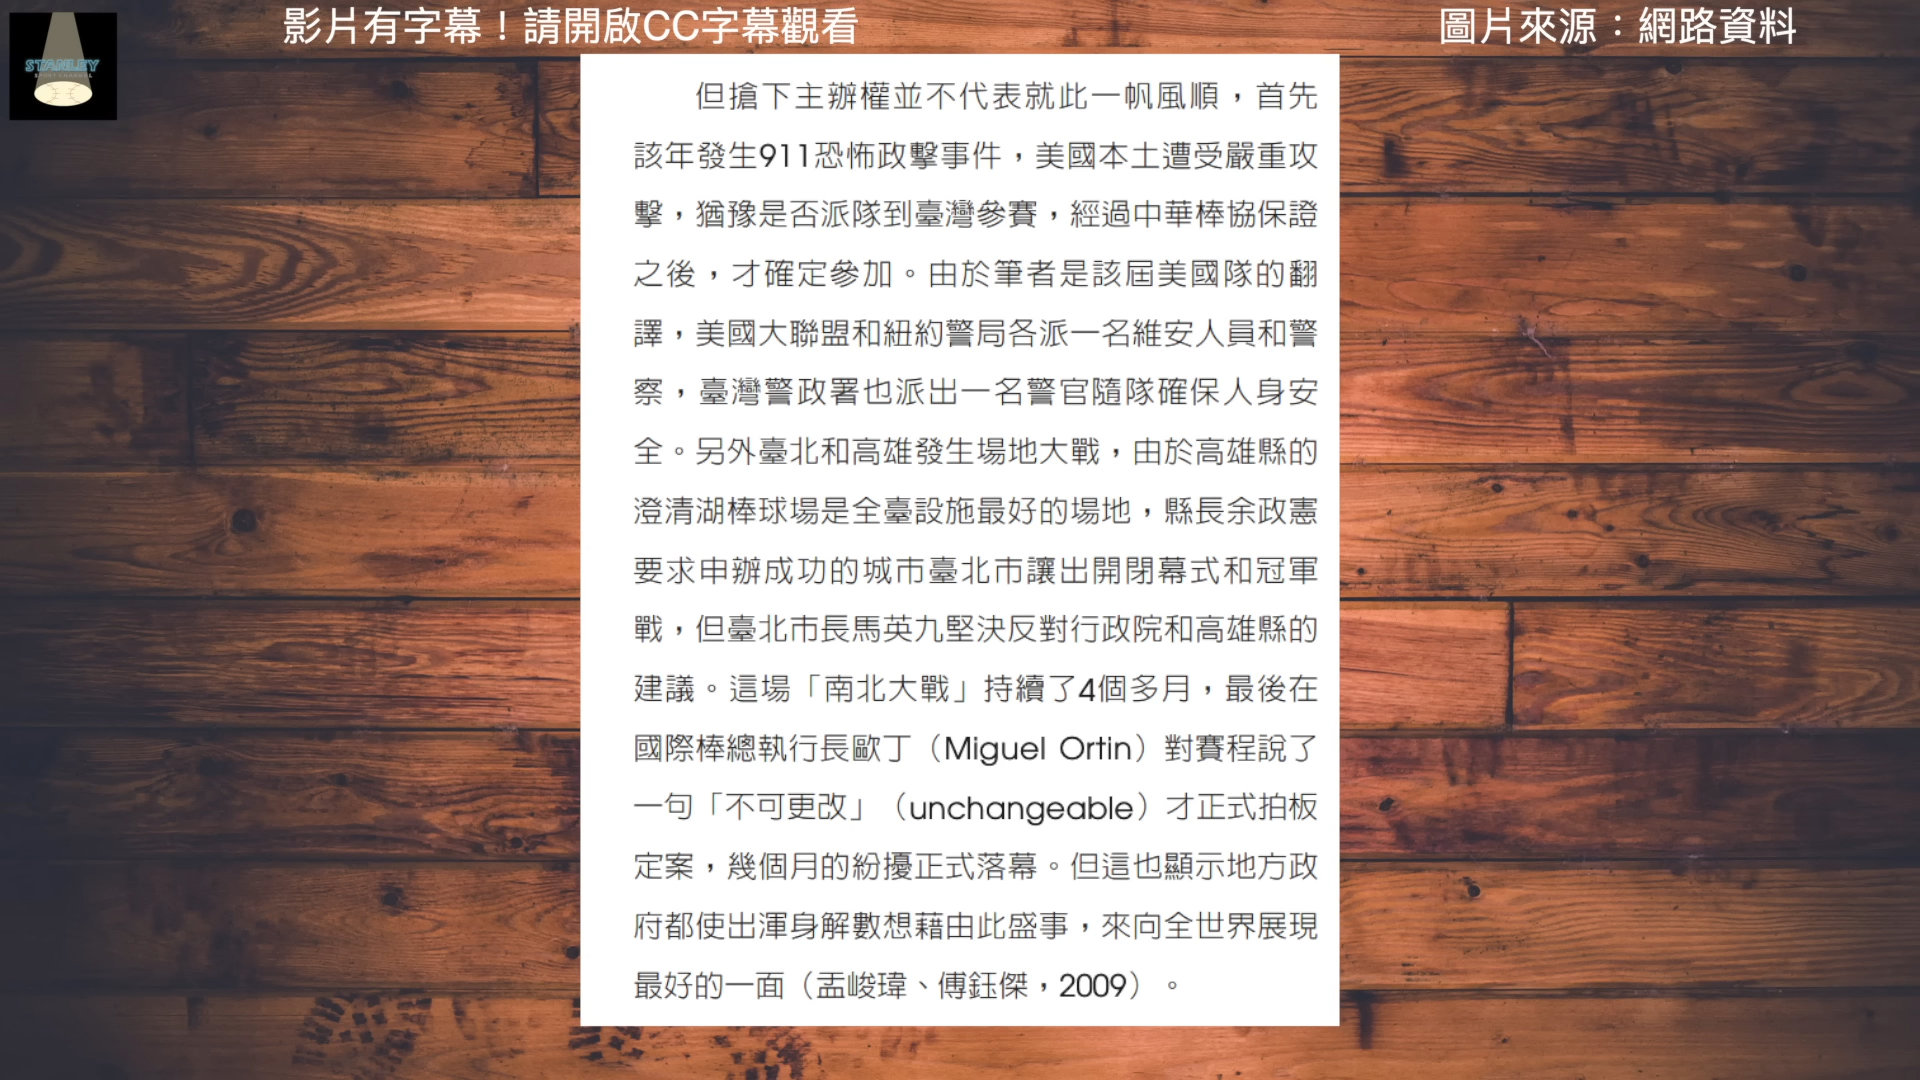 影片有字幕！請開啟CC字幕觀看
圖片來源：網路資料
STANLEY
但搶下主辦權並不代表就此一帆風順，首先
該年發生911恐怖政擊事件，美國本土遭受嚴重攻
擊，猶豫是否派隊到臺灣參賽，經過中華棒協保證
之後，才確定參加。由於筆者是該屆美國隊的翻
譯，美國大聯盟和紐約警局各派一名維安人員和警
察，臺灣警政署也派出一名警官隨隊確保人身安
全。另外臺北和高雄發生場地大戰，由於高雄縣的
澄清湖棒球場是全臺設施最好的場地，縣長余政憲
要求申辦成功的城市臺北市讓出開閉幕式和冠軍
戰，但臺北市長馬英九堅決反對行政院和高雄縣的
建議。這場「南北大戰」持續了4個多月，最後在
國際棒總執行長歐丁（Miguel Ortin）對賽程說了
一句「不可更改」（unchangeable）才正式拍板
定案，幾個月的紛擾正式落幕。但這也顯示地方政
府都使出渾身解數想藉由此盛事，來向全世界展現
最好的一面（孟峻瑋、傅鈺傑，2009）。